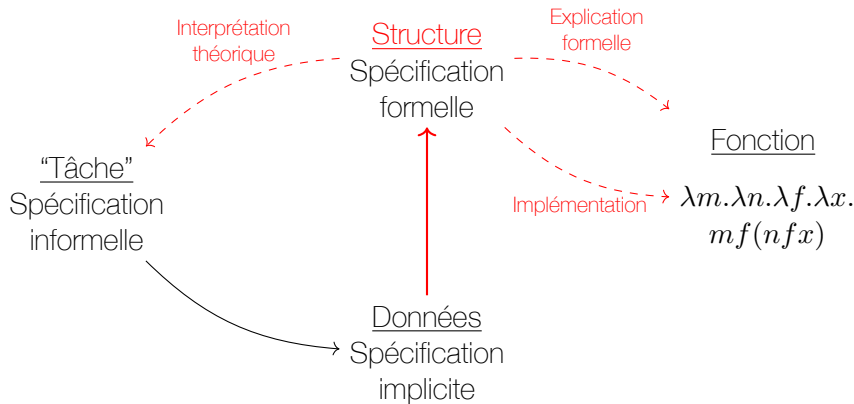 Interprétation
théorique
Structure
Spécification
formelle
Explication
formelle
“Tâche”
Spécification
informelle
Fonction
λm.λn.λf.λx.
mf(nfx)
Implémentation
Données
Spécification
implicite